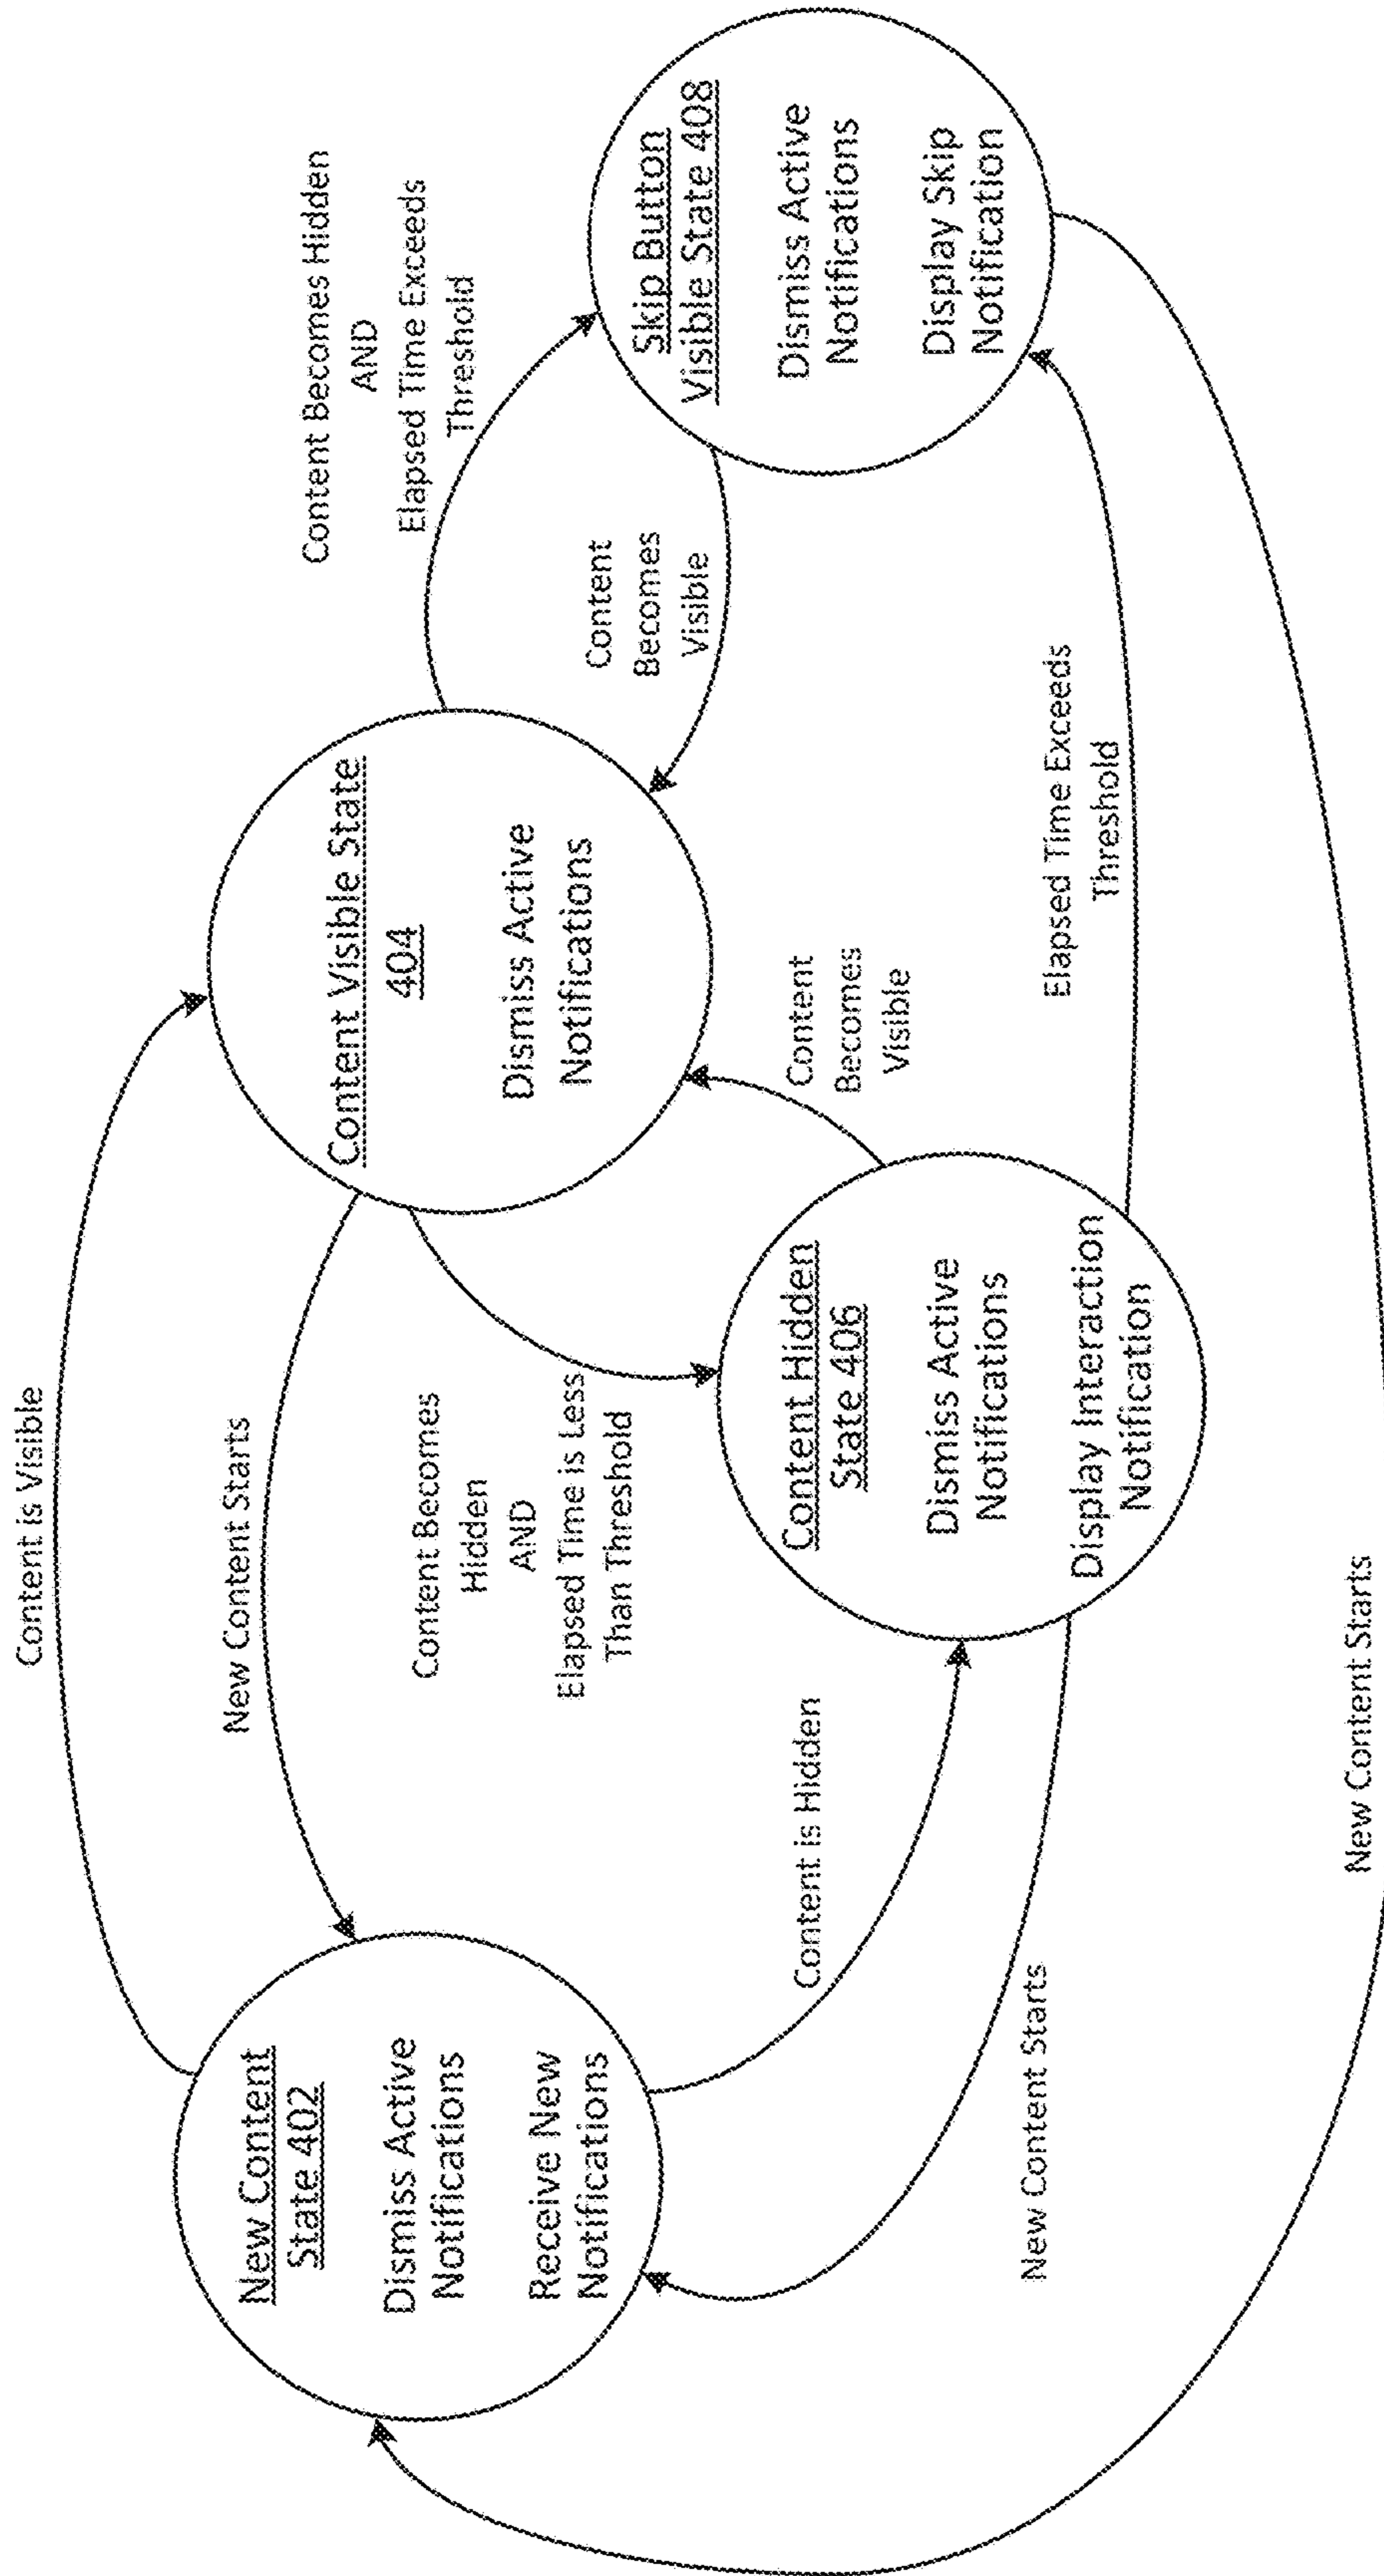 Content is Visible
New Content Starts
Content Becomes
Hidden
AND
Elapsed Time is Less
Than Threshold
Content Becomes Hidden
AND
Elapsed Time Exceeds
Threshold
New Content
State 402
Dismiss Active
Notifications
Receive New
Notifications
Content Visible State
404
Dismiss Active
Notifications
Content
Becomes
Visible
Skip Button
Visible State 408
Dismiss Active
Notifications
Display Skip
Notification
Content is Hidden
Content Hidden
State 406
Dismiss Active
Notifications
Display Interaction
Notification
Content
Becomes
Visible
Elapsed Time Exceeds
Threshold
New Content Starts
New Content Starts